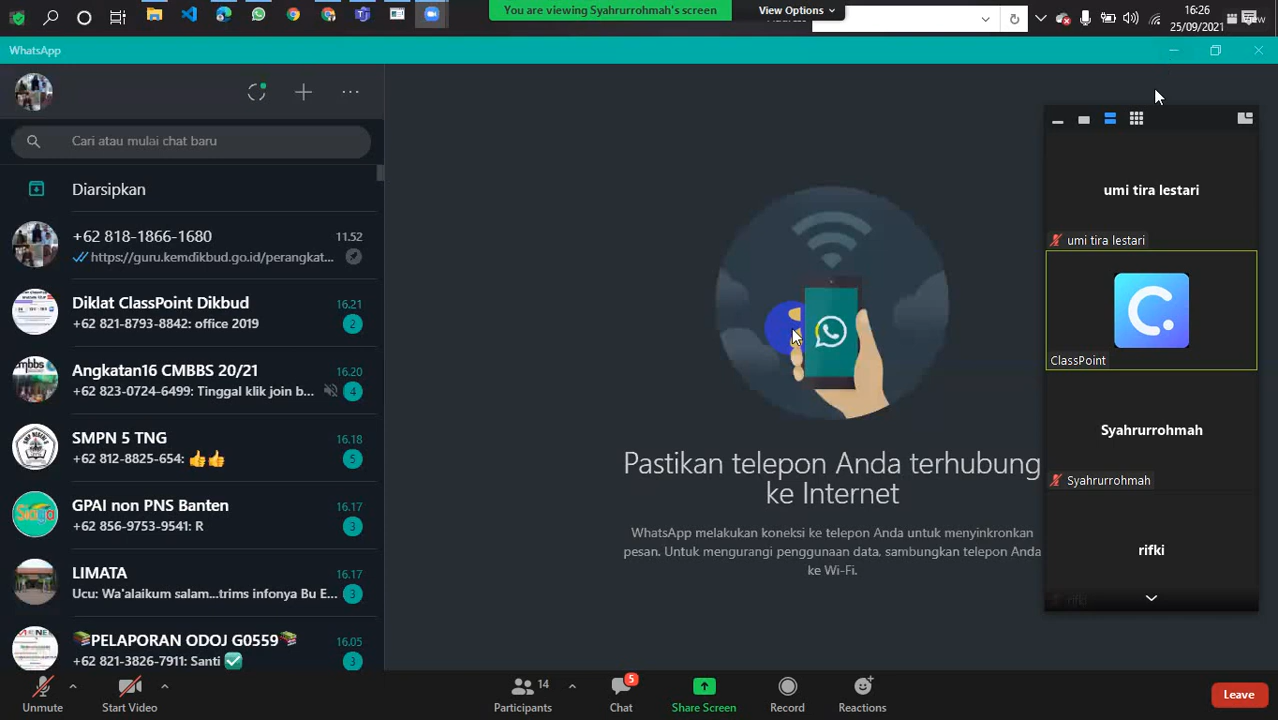 You are viewing Syahrurrohmah's screen
View Options
16:26
25/09/2021
WhatsApp
Cari atau mulai chat baru
Diarsipkan
+62 818-1866-1680
11.52
https://guru.kemdikbud.go.id/perangkat...
Diklat ClassPoint Dikbud
16.21
+62 821-8793-8842: office 2019
2
Angkatan16 CMBBS 20/21
16.20
+62 823-0724-6499: Tinggal klik join b...
4
SMPN 5 TNG
16.18
+62 812-8825-654: 👍👍
5
GPAI non PNS Banten
16.17
+62 856-9753-9541: R
3
LIMATA
16.17
Ucu: Wa'alaikum salam...trims infonya Bu E...
3
📚PELAPORAN ODOJ G0559📚
16.05
+62 821-3826-7911: Santi ✅
3
Pastikan telepon Anda terhubung
ke Internet
WhatsApp melakukan koneksi ke telepon Anda untuk menyinkronkan
pesan. Untuk mengurangi penggunaan data, sambungkan telepon Anda
ke Wi-Fi.
umi tira lestari
umi tira lestari
C.
ClassPoint
Syahrurrohmah
Syahrurrohmah
rifki
rifki
Unmute
Start Video
Participants
14
Chat
5
Share Screen
Record
Reactions
Leave